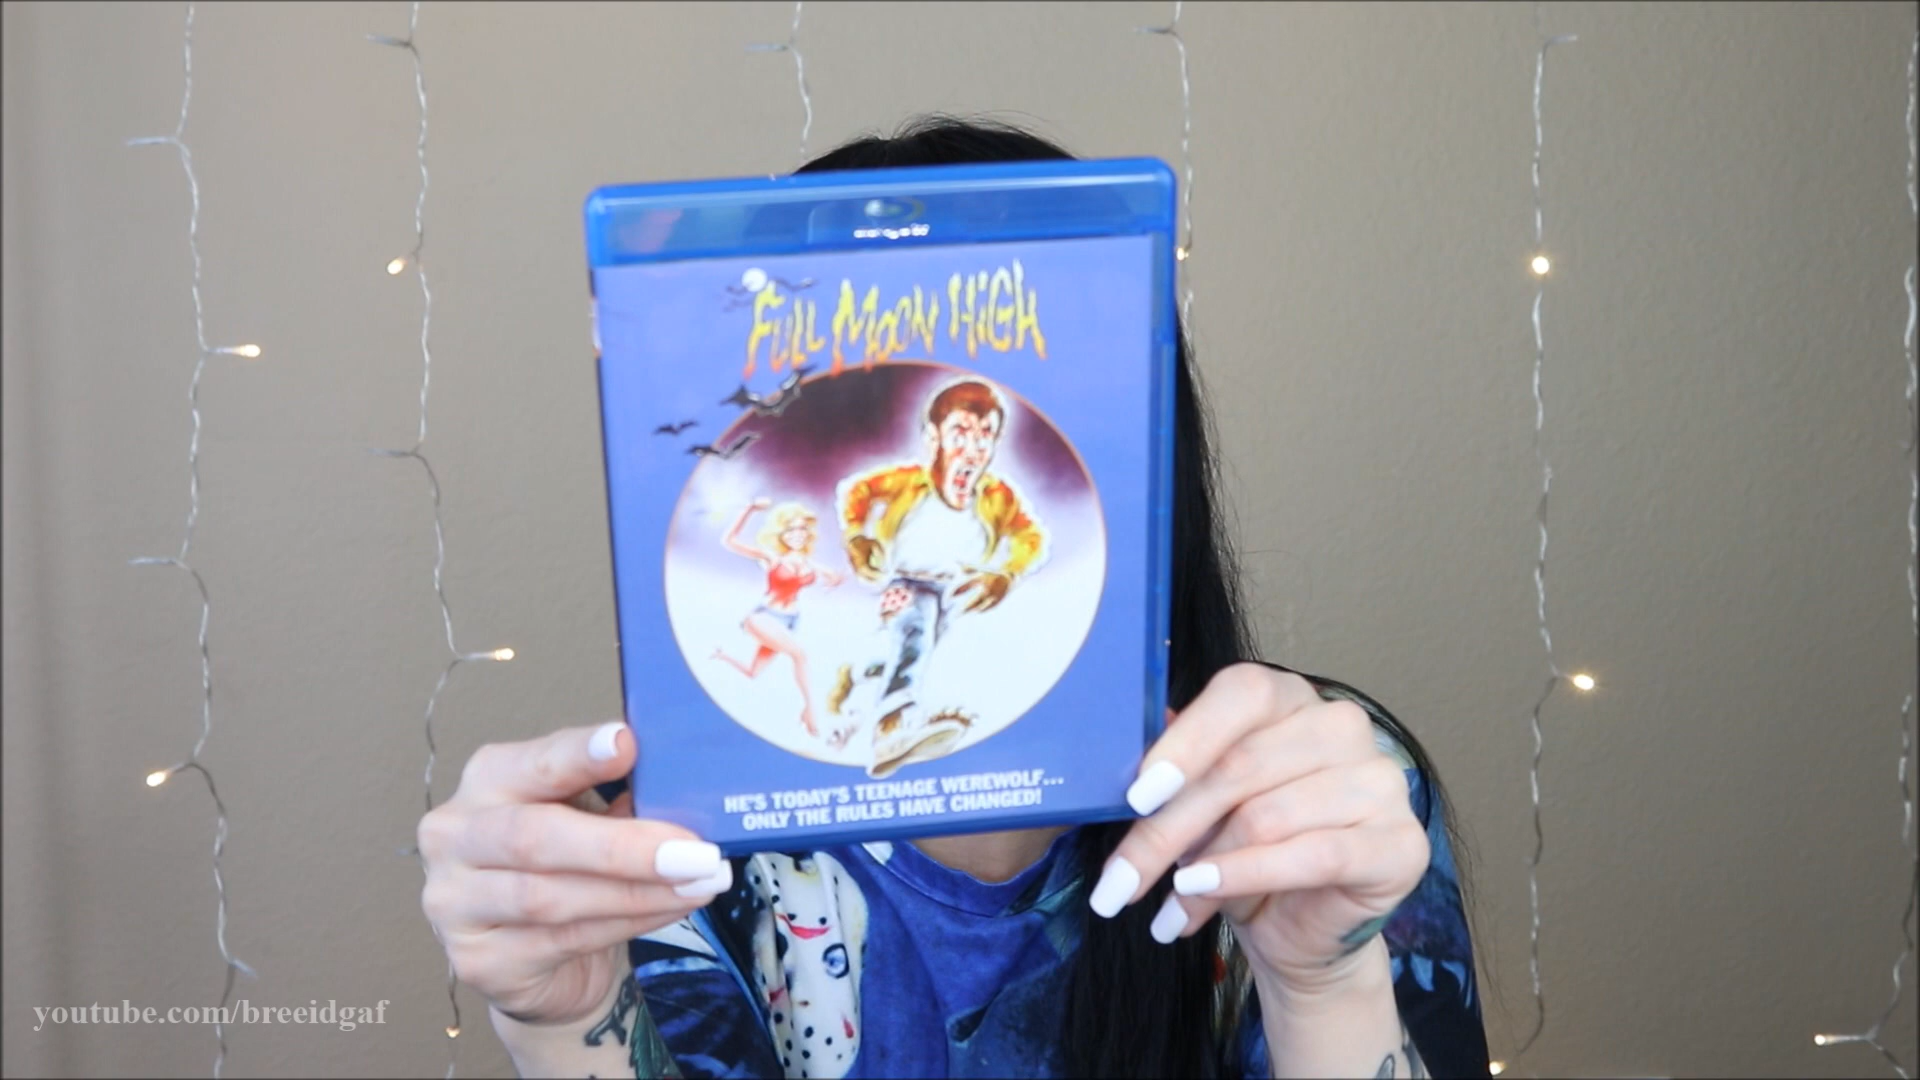 FULL MOON HIGH
HE'S TODAY'S TEENAGE WEREWOLF...
ONLY THE RULES HAVE CHANGED!
youtube.com/breeidgaf